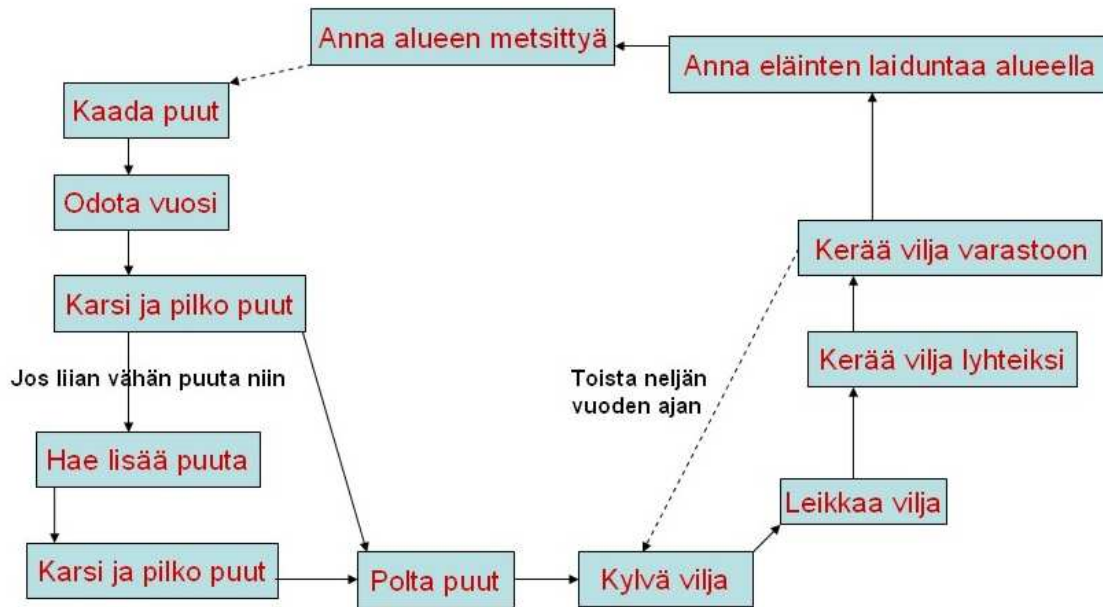 Anna alueen metsittyä
Anna eläinten laiduntaa alueella
Kaada puut
Odota vuosi
Karsi ja pilko puut
Jos liian vähän puuta niin
Hae lisää puuta
Karsi ja pilko puut
Polta puut
Kylvä vilja
Leikkaa vilja
Kerää vilja lyhteiksi
Kerää vilja varastoon
Toista neljän
vuoden ajan